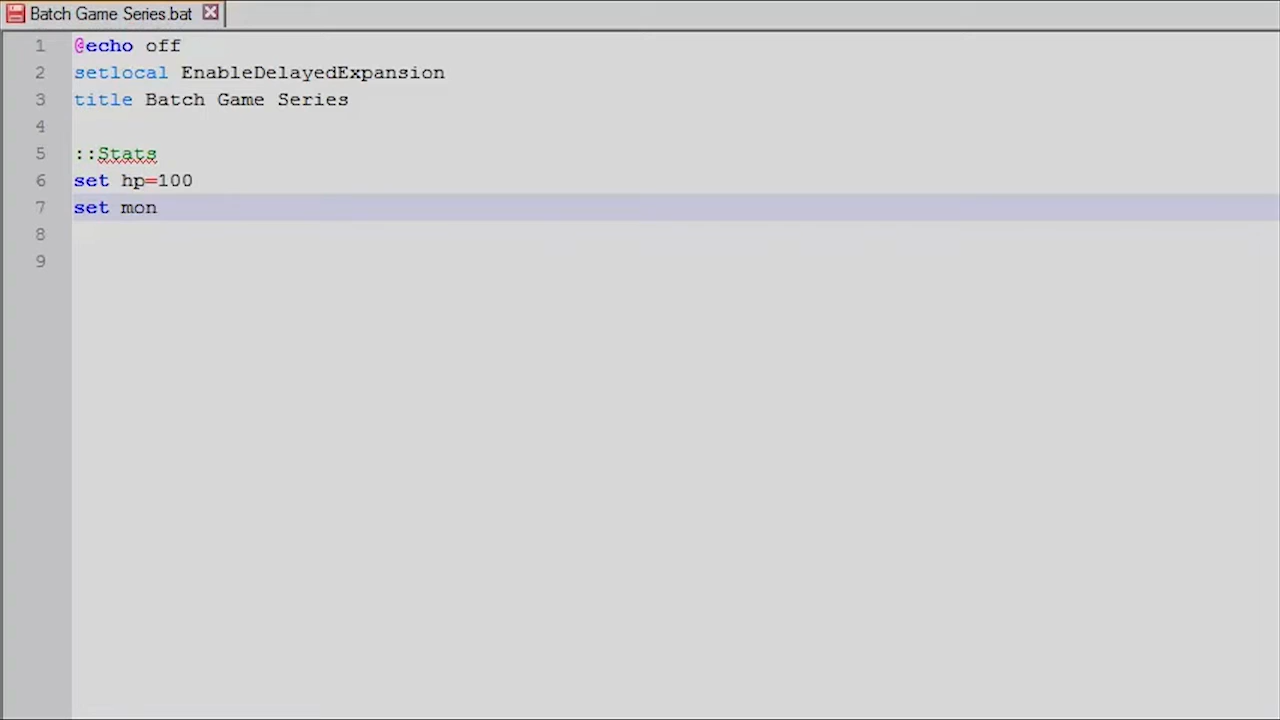 Batch Game Series.bat
1 @echo off
2 setlocal EnableDelayedExpansion
3 title Batch Game Series
4
5 ::Stats
6 set hp=100
7 set mon
8
9